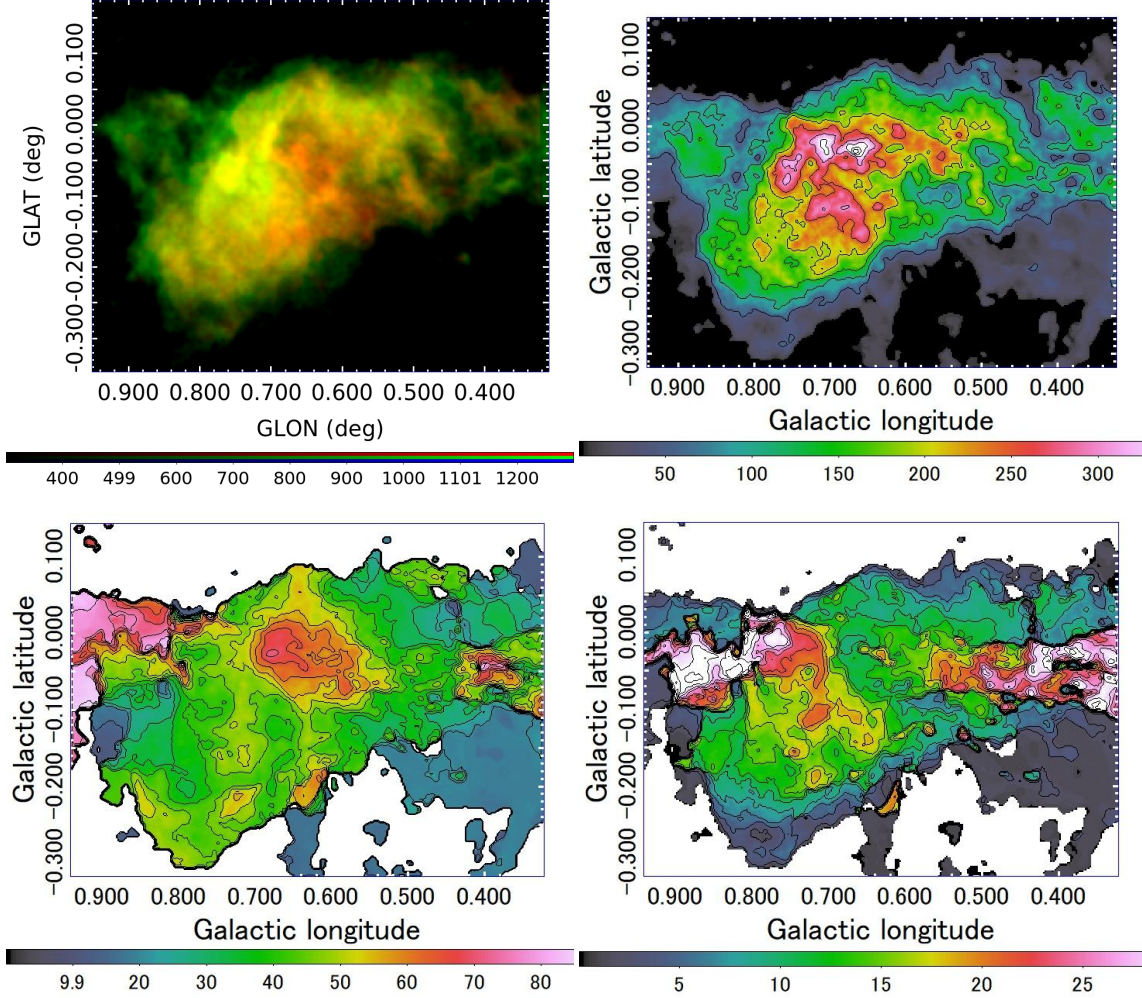 GLAT (deg)
0.100
0.000
-0.100
-0.200
-0.300
0.900 0.800 0.700 0.600 0.500 0.400
GLON (deg)
400 499 600 700 800 900 1000 1101 1200
Galactic latitude
0.100
0.000
−0.100
−0.200
−0.300
0.900 0.800 0.700 0.600 0.500
Galactic longitude
50 100 150 200 250 300
Galactic latitude
0.100
0.000
−0.100
−0.200
−0.300
0.900 0.800 0.700 0.600 0.500 0.400
Galactic longitude
9.9 20 30 40 50 60 70 80
Galactic latitude
0.100
0.000
−0.100
−0.200
−0.300
0.900 0.800 0.700 0.600 0.500 0.400
Galactic longitude
5 10 15 20 25